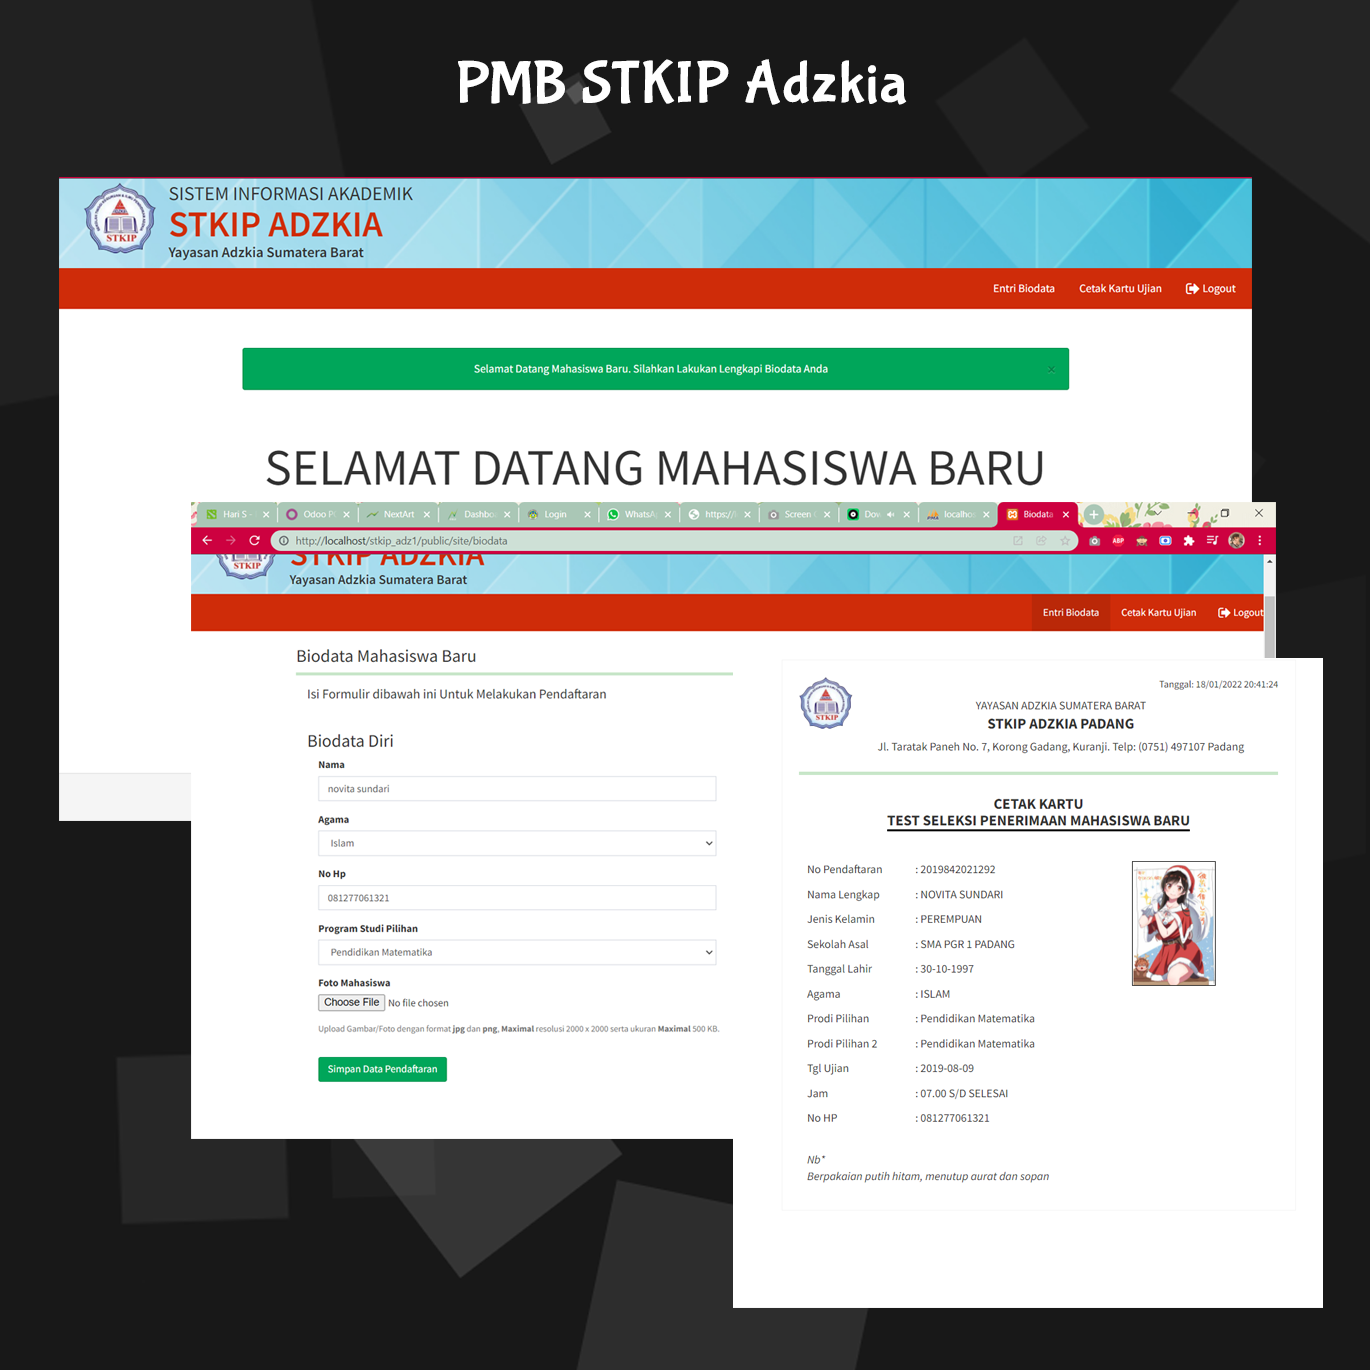 PMB STKIP Adzkia
SISTEM INFORMASI AKADEMIK
STKIP ADZKIA
Yayasan Adzkia Sumatera Barat
STKIP
Entri Biodata
Cetak Kartu Ujian
Logout
Selamat Datang Mahasiswa Baru. Silahkan Lakukan Lengkapi Biodata Anda
×
SELAMAT DATANG MAHASISWA BARU
Hari S -
Odoo P
NextArt
Dashbo
Login
WhatsA
https://
Screen
Dow
localhos
Biodata
http://localhost/stkip_adz1/public/site/biodata
ABP
STKIP ADZKIA
STKIP
Yayasan Adzkia Sumatera Barat
Entri Biodata
Cetak Kartu Ujian
Logout
Biodata Mahasiswa Baru
Isi Formulir dibawah ini Untuk Melakukan Pendaftaran
Biodata Diri
Nama
novita sundari
Agama
Islam
No Hp
081277061321
Program Studi Pilihan
Pendidikan Matematika
Foto Mahasiswa
Choose File No file chosen
Upload Gambar/Foto dengan format jpg dan png, Maximal resolusi 2000 x 2000 serta ukuran Maximal 500 KB.
Simpan Data Pendaftaran
Tanggal: 18/01/2022 20:41:24
STKIP
YAYASAN ADZKIA SUMATERA BARAT
STKIP ADZKIA PADANG
Jl. Taratak Paneh No. 7, Korong Gadang, Kuranji. Telp: (0751) 497107 Padang
CETAK KARTU
TEST SELEKSI PENERIMAAN MAHASISWA BARU
No Pendaftaran : 2019842021292
Nama Lengkap : NOVITA SUNDARI
Jenis Kelamin : PEREMPUAN
Sekolah Asal : SMA PGR 1 PADANG
Tanggal Lahir : 30-10-1997
Agama : ISLAM
Prodi Pilihan : Pendidikan Matematika
Prodi Pilihan 2 : Pendidikan Matematika
Tgl Ujian : 2019-08-09
Jam : 07.00 S/D SELESAI
No HP : 081277061321
Nb*
Berpakaian putih hitam, menutup aurat dan sopan